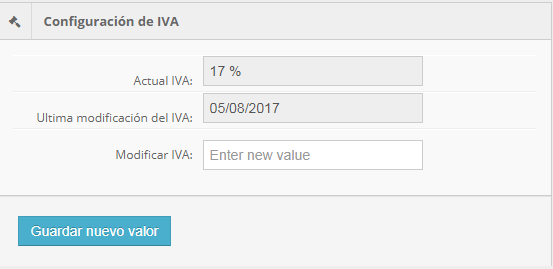 Configuración de IVA
Actual IVA: 17 %
Ultima modificación del IVA: 05/08/2017
Modificar IVA: Enter new value
Guardar nuevo valor